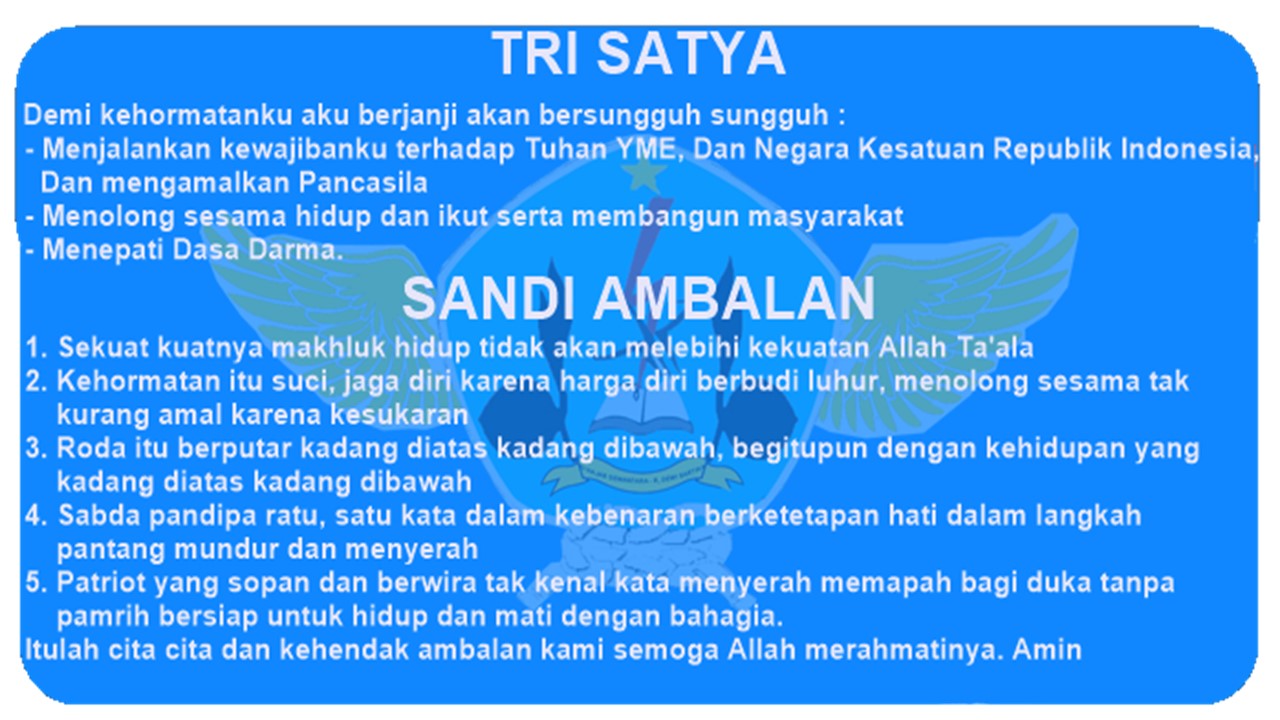 TRI SATYA
Demi kehormatanku aku berjanji akan bersungguh sungguh :
- Menjalankan kewajibanku terhadap Tuhan YME, Dan Negara Kesatuan Republik Indonesia,
Dan mengamalkan Pancasila
- Menolong sesama hidup dan ikut serta membangun masyarakat
- Menepati Dasa Darma.
SANDI AMBALAN
1. Sekuat kuatnya makhluk hidup tidak akan melebihi kekuatan Allah Ta'ala
2. Kehormatan itu suci, jaga diri karena harga diri berbudi luhur, menolong sesama tak
kurang amal karena kesukaran
3. Roda itu berputar kadang diatas kadang dibawah, begitupun dengan kehidupan yang
kadang diatas kadang dibawah
4. Sabda pandipa ratu, satu kata dalam kebenaran berketetapan hati dalam langkah
pantang mundur dan menyerah
5. Patriot yang sopan dan berwira tak kenal kata menyerah memapah bagi duka tanpa
pamrih bersiap untuk hidup dan mati dengan bahagia.
Itulah cita cita dan kehendak ambalan kami semoga Allah merahmatinya. Amin